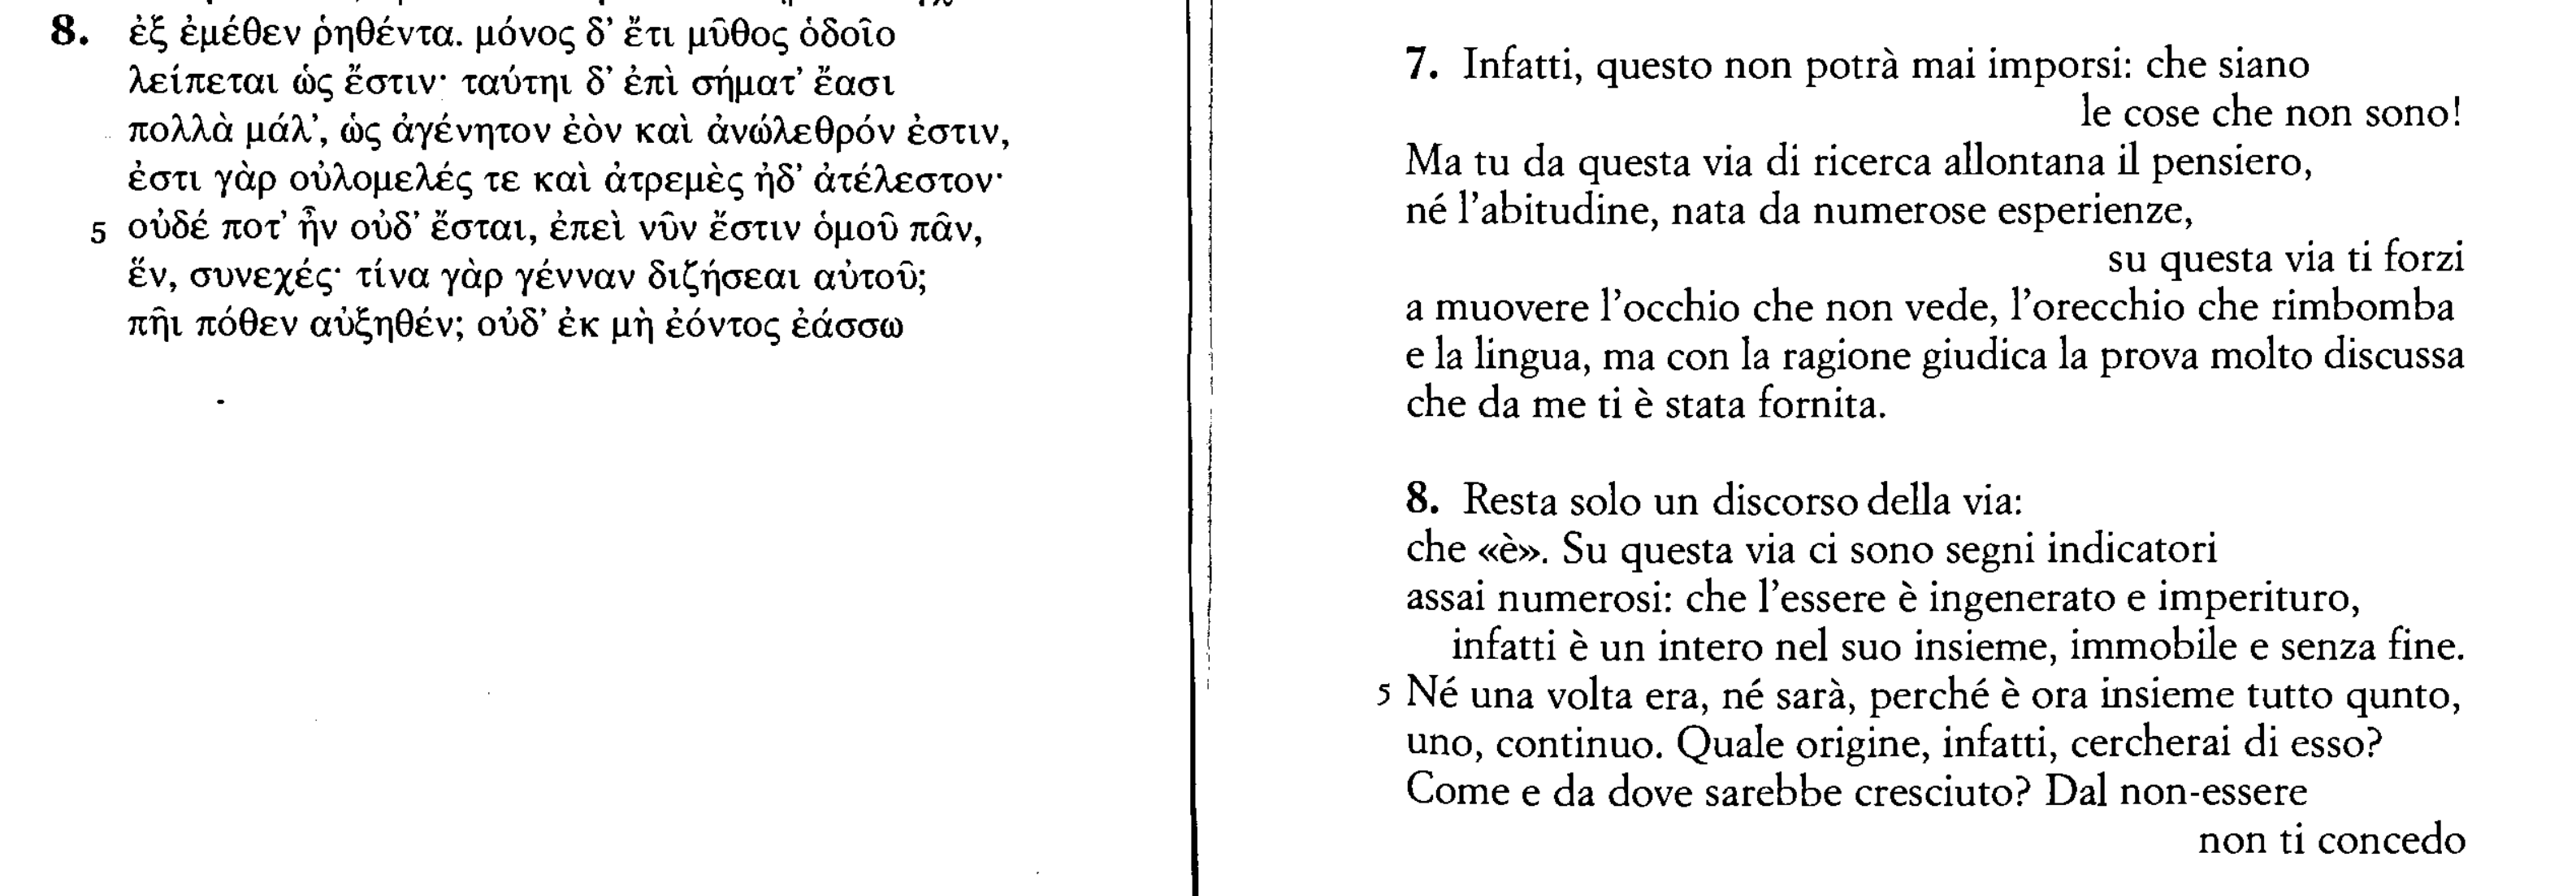 8. ἐξ ἐμέθεν ῥηθέντα. μόνος δ’ ἔτι μῦθος ὁδοῖο
λείπεται ὡς ἔστιν· ταύτηι δ’ ἐπὶ σήματ’ ἔασι
πολλὰ μάλ’, ὡς ἀγένητον ἐὸν καὶ ἀνώλεθρόν ἐστιν,
ἐστι γὰρ οὐλομελές τε καὶ ἀτρεμὲς ἠδ’ ἀτέλεστον·
5 οὐδέ ποτ’ ἦν οὐδ’ ἔσται, ἐπεὶ νῦν ἔστιν ὁμοῦ πᾶν,
ἕν, συνεχές· τίνα γὰρ γένναν διζήσεαι αὐτοῦ;
πῆι πόθεν αὐξηθέν; οὐδ’ ἐκ μὴ ἐόντος ἐάσσω
7. Infatti, questo non potrà mai imporsi: che siano
le cose che non sono!
Ma tu da questa via di ricerca allontana il pensiero,
né l’abitudine, nata da numerose esperienze,
su questa via ti forzi
a muovere l’occhio che non vede, l’orecchio che rimbomba
e la lingua, ma con la ragione giudica la prova molto discussa
che da me ti è stata fornita.
8. Resta solo un discorso della via:
che «è». Su questa via ci sono segni indicatori
assai numerosi: che l’essere è ingenerato e imperituro,
infatti è un intero nel suo insieme, immobile e senza fine.
5 Né una volta era, né sarà, perché è ora insieme tutto qunto,
uno, continuo. Quale origine, infatti, cercherai di esso?
Come e da dove sarebbe cresciuto? Dal non-essere
non ti concedo